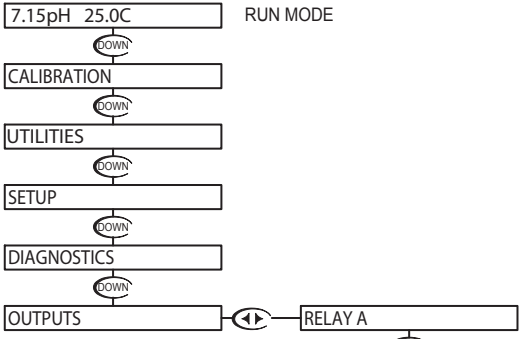 7.15pH 25.0C RUN MODE
DOWN
CALIBRATION
DOWN
UTILITIES
DOWN
SETUP
DOWN
DIAGNOSTICS
DOWN
OUTPUTS RELAY A